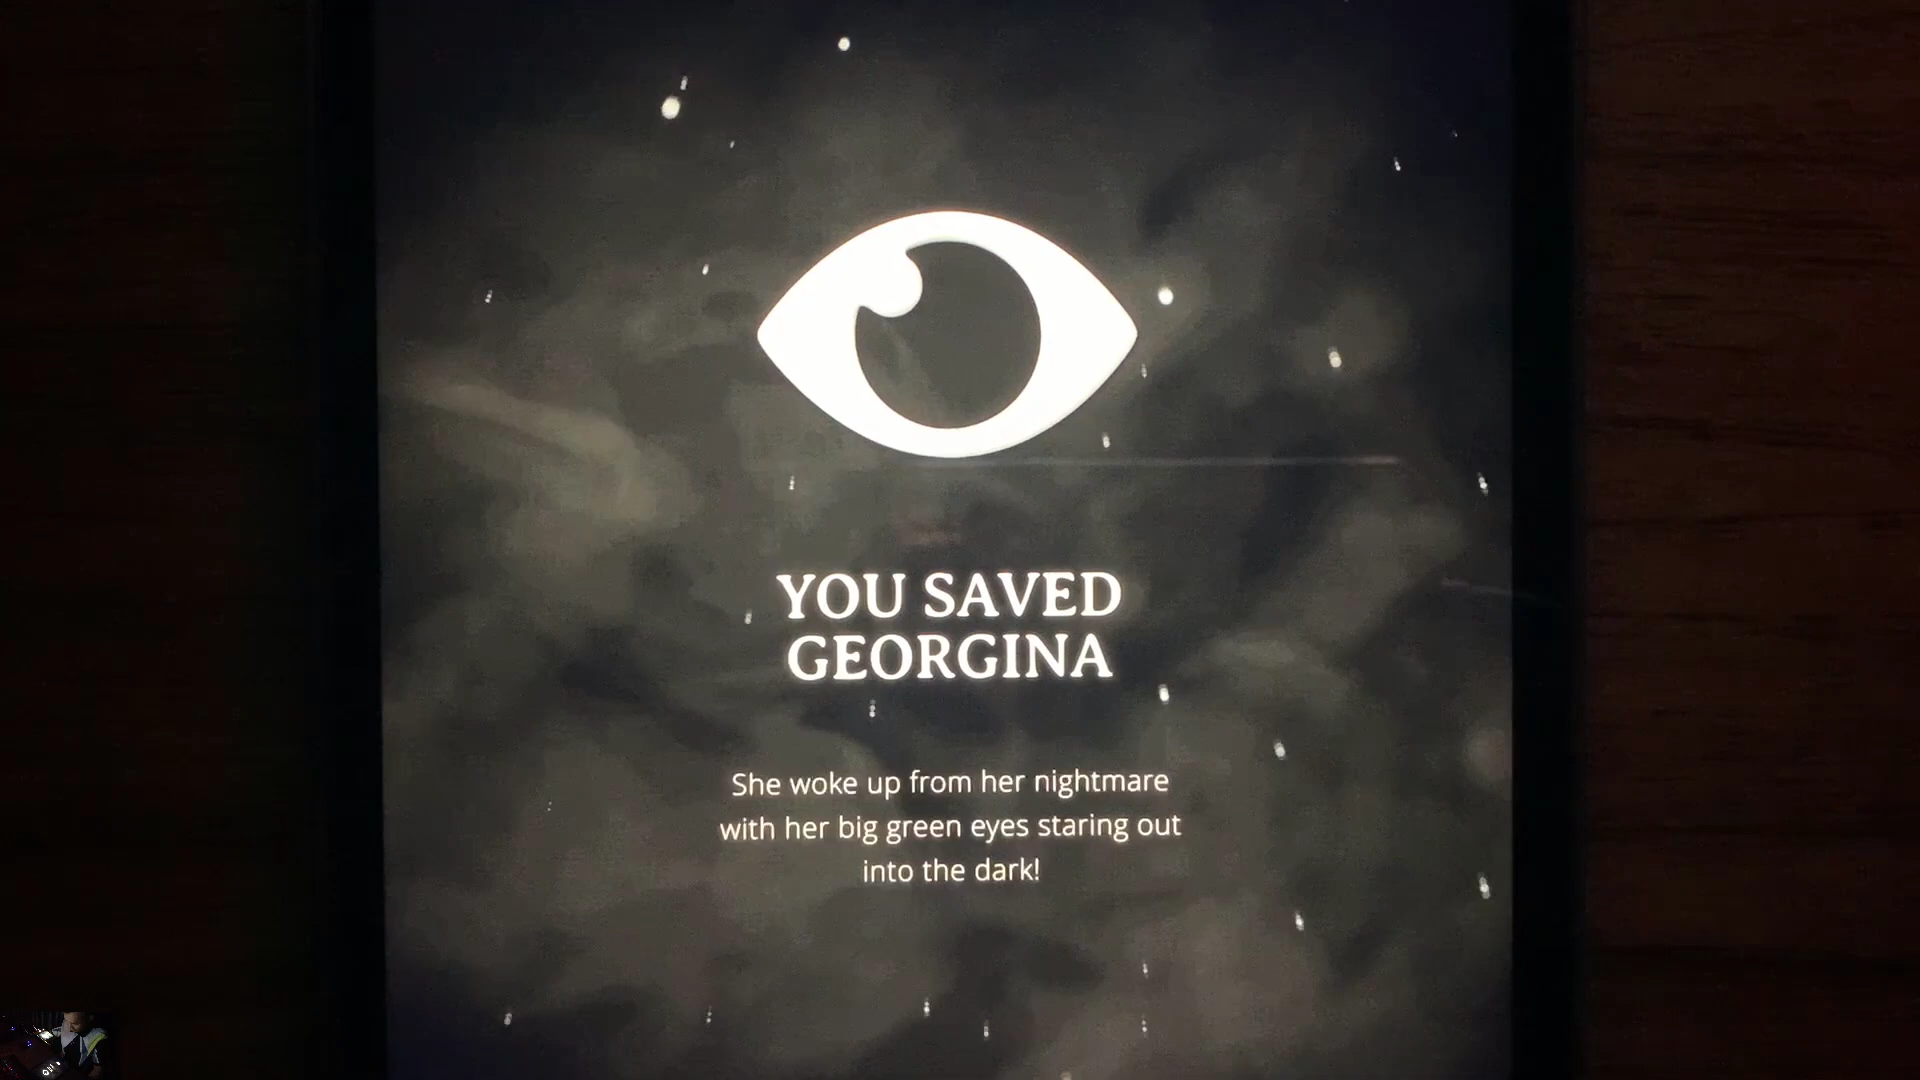 YOU SAVED
GEORGINA
She woke up from her nightmare
with her big green eyes staring out
into the dark!